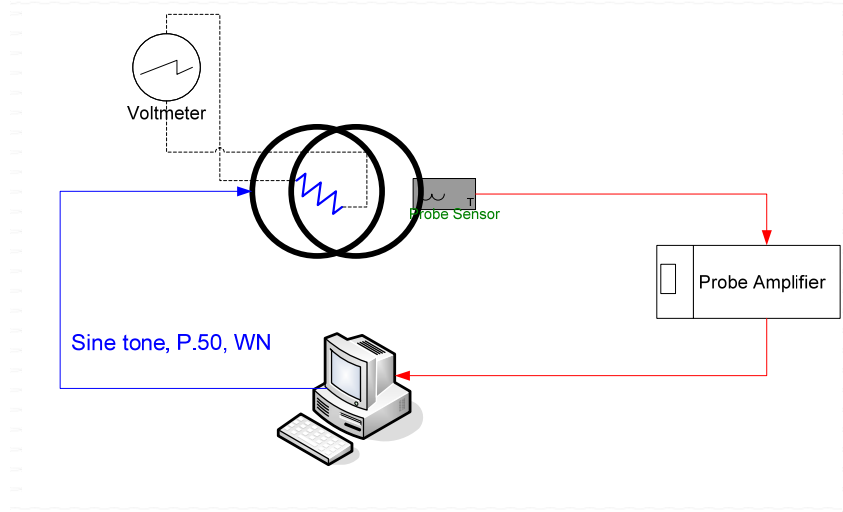 Voltmeter
T
Probe Sensor
Probe Amplifier
Sine tone, P.50, WN